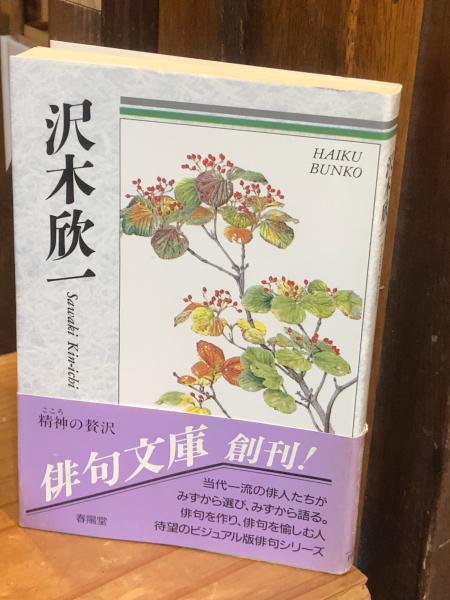 沢木欣一
Sawaki Kin-ichi
HAIKU
BUNKO
こころ
精神の贅沢
俳句文庫 創刊!
当代一流の俳人たちが
みずから選び、みずから語る。
俳句を作り、俳句を愉しむ人
待望のビジュアル版俳句シリーズ
春陽堂